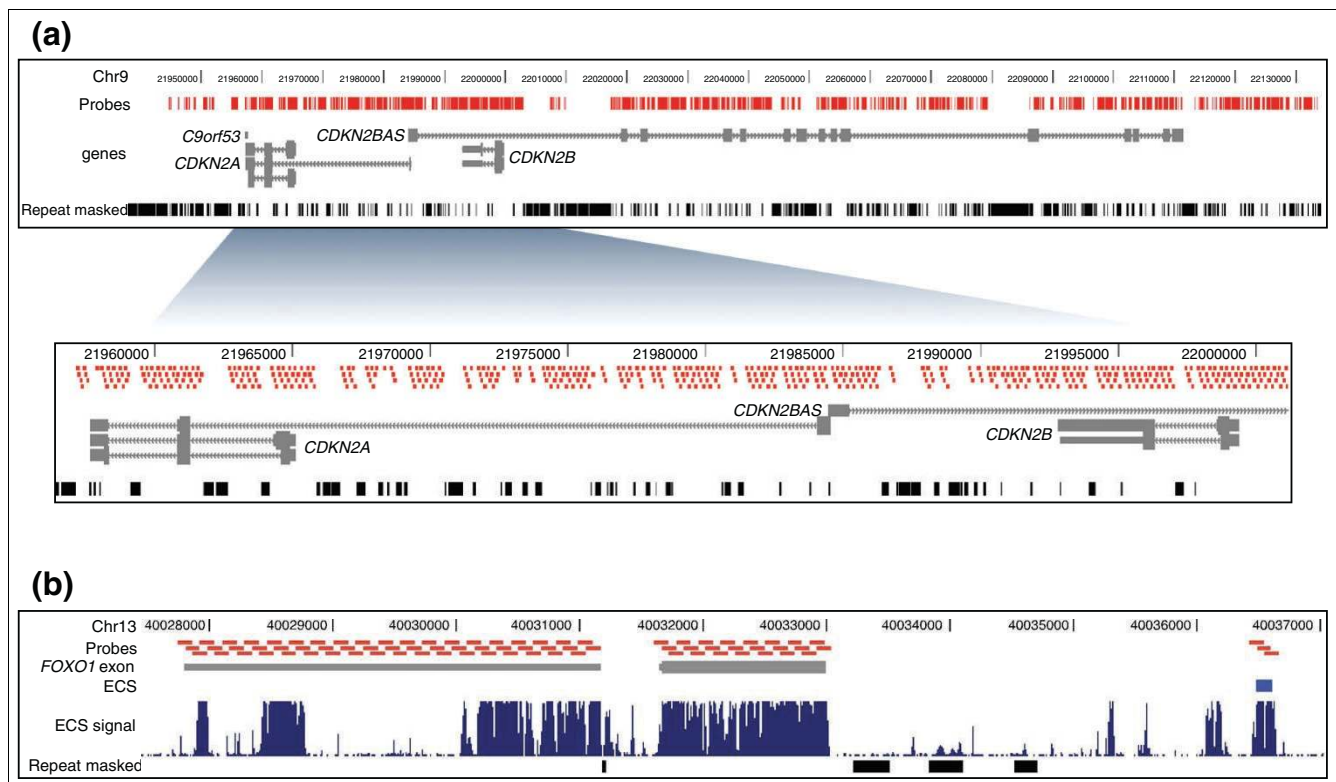 (a)
Chr9 21950000 21960000 21970000 21980000 21990000 22000000 22010000 22020000 22030000 22040000 22050000 22060000 22070000 22080000 22090000 22100000 22110000 22120000 22130000
Probes
C9orf53 CDKN2BAS
genes CDKN2B
CDKN2A
Repeat masked
21960000 21965000 21970000 21975000 21980000 21985000 21990000 21995000 22000000
CDKN2BAS
CDKN2B
CDKN2A
(b)
Chr13 40028000 40029000 40030000 40031000 40032000 40033000 40034000 40035000 40036000 40037000
Probes
FOXO1 exon
ECS
ECS signal
Repeat masked